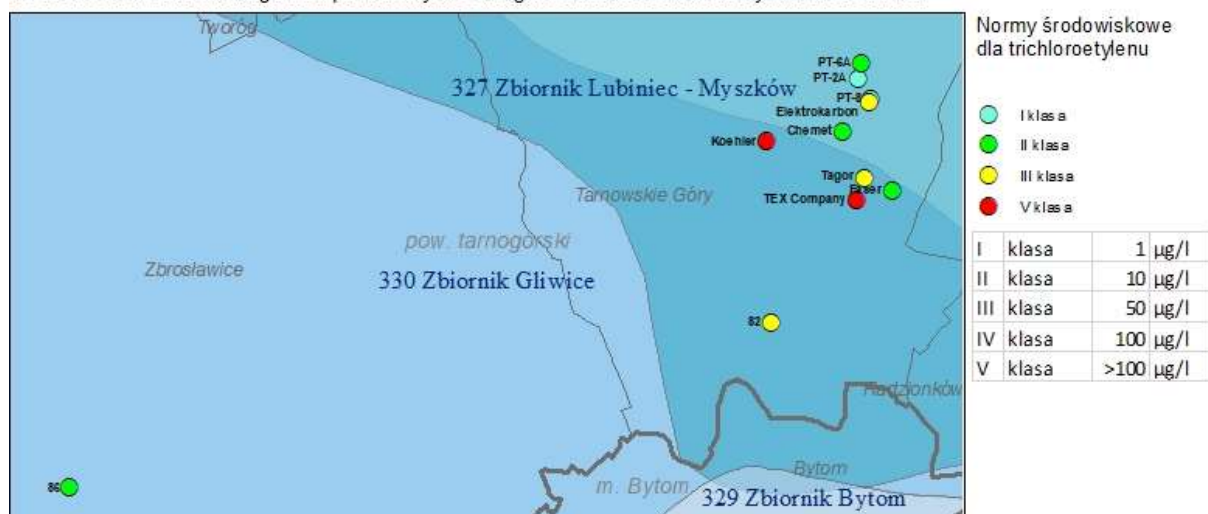 Tworóg
327 Zbiornik Lubiniec - Myszków
PT-6A
PT-2A
PT-8
Elektrokarbon
Chemet
Koehler
Tagor
TEX Company
Tarnowskie Góry
pow. tarnogórski
Zbrosławice
330 Zbiornik Gliwice
82
Radzionków
86
m. Bytom
Bytom
329 Zbiornik Bytom
Normy środowiskowe
dla trichloroetylenu
I klasa
II klasa
III klasa
V klasa
I klasa 1 µg/l
II klasa 10 µg/l
III klasa 50 µg/l
IV klasa 100 µg/l
V klasa >100 µg/l